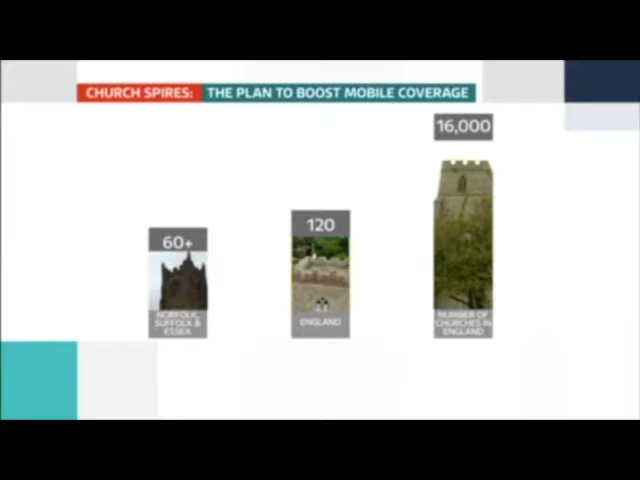 CHURCH SPIRES: THE PLAN TO BOOST MOBILE COVERAGE
16,000
120
60+
NORFOLK,
SUFFOLK &
ESSEX
ENGLAND
NUMBER OF
CHURCHES IN
ENGLAND